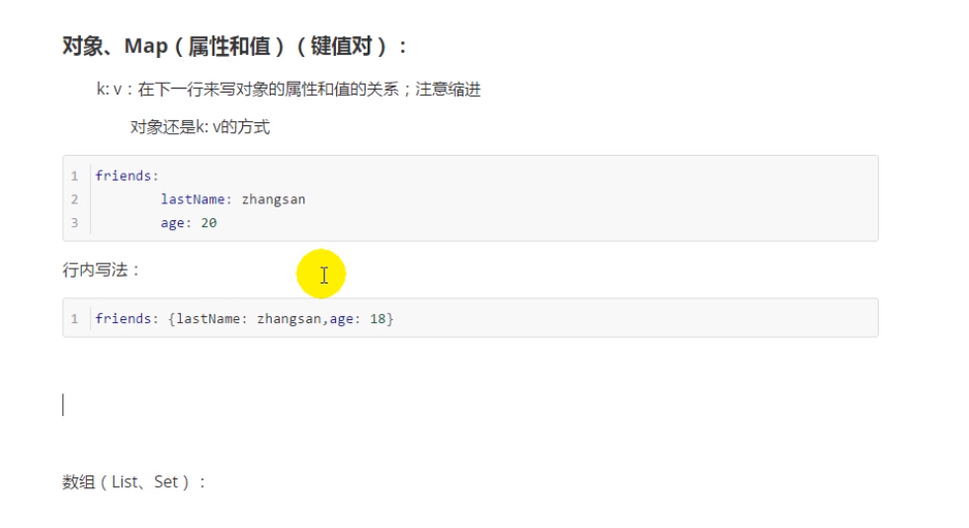 对象、Map（属性和值）（键值对）：
k: v：在下一行来写对象的属性和值的关系；注意缩进
对象还是k: v的方式
1 friends:
2 lastName: zhangsan
3 age: 20
行内写法：
1 friends: {lastName: zhangsan,age: 18}
数组（List、Set）：